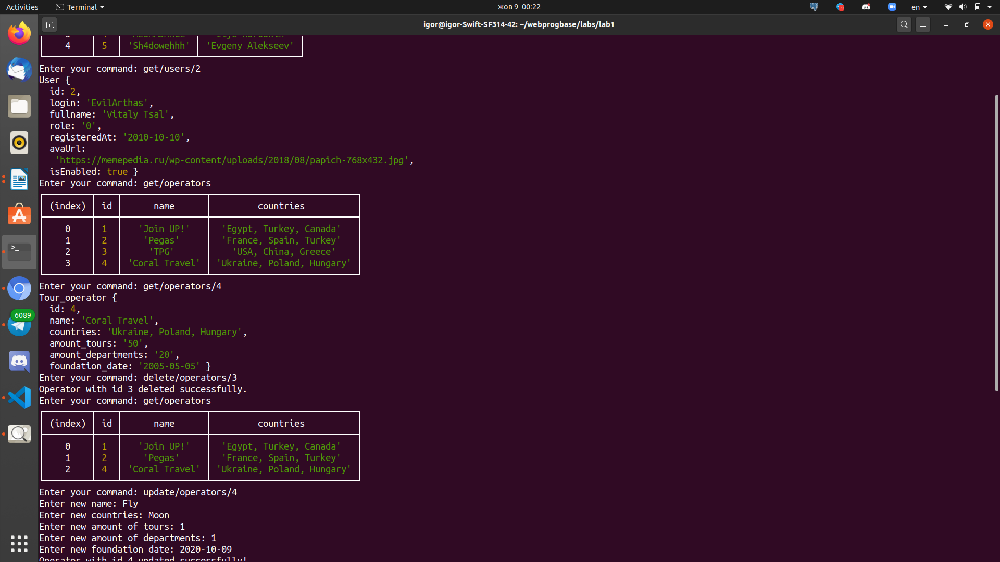 Activities Terminal жов 9 00:22 en
igor@igor-Swift-SF314-42: ~/webprogbase/labs/lab1
4 5 'Sh4dowehhh' 'Evgeny Alekseev'
Enter your command: get/users/2
User {
id: 2,
login: 'EvilArthas',
fullname: 'Vitaly Tsal',
role: '0',
registeredAt: '2010-10-10',
avaUrl:
'https://memepedia.ru/wp-content/uploads/2018/08/papich-768x432.jpg',
isEnabled: true }
Enter your command: get/operators
(index) id name countries
0 1 'Join UP!' 'Egypt, Turkey, Canada'
1 2 'Pegas' 'France, Spain, Turkey'
2 3 'TPG' 'USA, China, Greece'
3 4 'Coral Travel' 'Ukraine, Poland, Hungary'
Enter your command: get/operators/4
Tour_operator {
id: 4,
name: 'Coral Travel',
countries: 'Ukraine, Poland, Hungary',
amount_tours: '50',
amount_departments: '20',
foundation_date: '2005-05-05' }
Enter your command: delete/operators/3
Operator with id 3 deleted successfully.
Enter your command: get/operators
(index) id name countries
0 1 'Join UP!' 'Egypt, Turkey, Canada'
1 2 'Pegas' 'France, Spain, Turkey'
2 4 'Coral Travel' 'Ukraine, Poland, Hungary'
Enter your command: update/operators/4
Enter new name: Fly
Enter new countries: Moon
Enter new amount of tours: 1
Enter new amount of departments: 1
Enter new foundation date: 2020-10-09
Operator with id 4 updated successfully!
6089